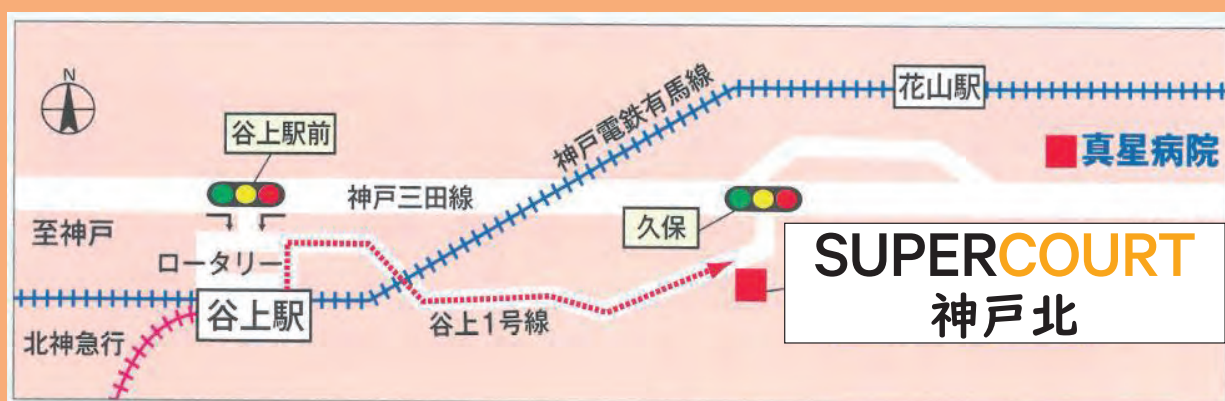 N
花山駅
谷上駅前
神戸電鉄有馬線
真星病院
神戸三田線
至神戸
久保
ロータリー
SUPERCOURT
神戸北
谷上駅
谷上1号線
北神急行